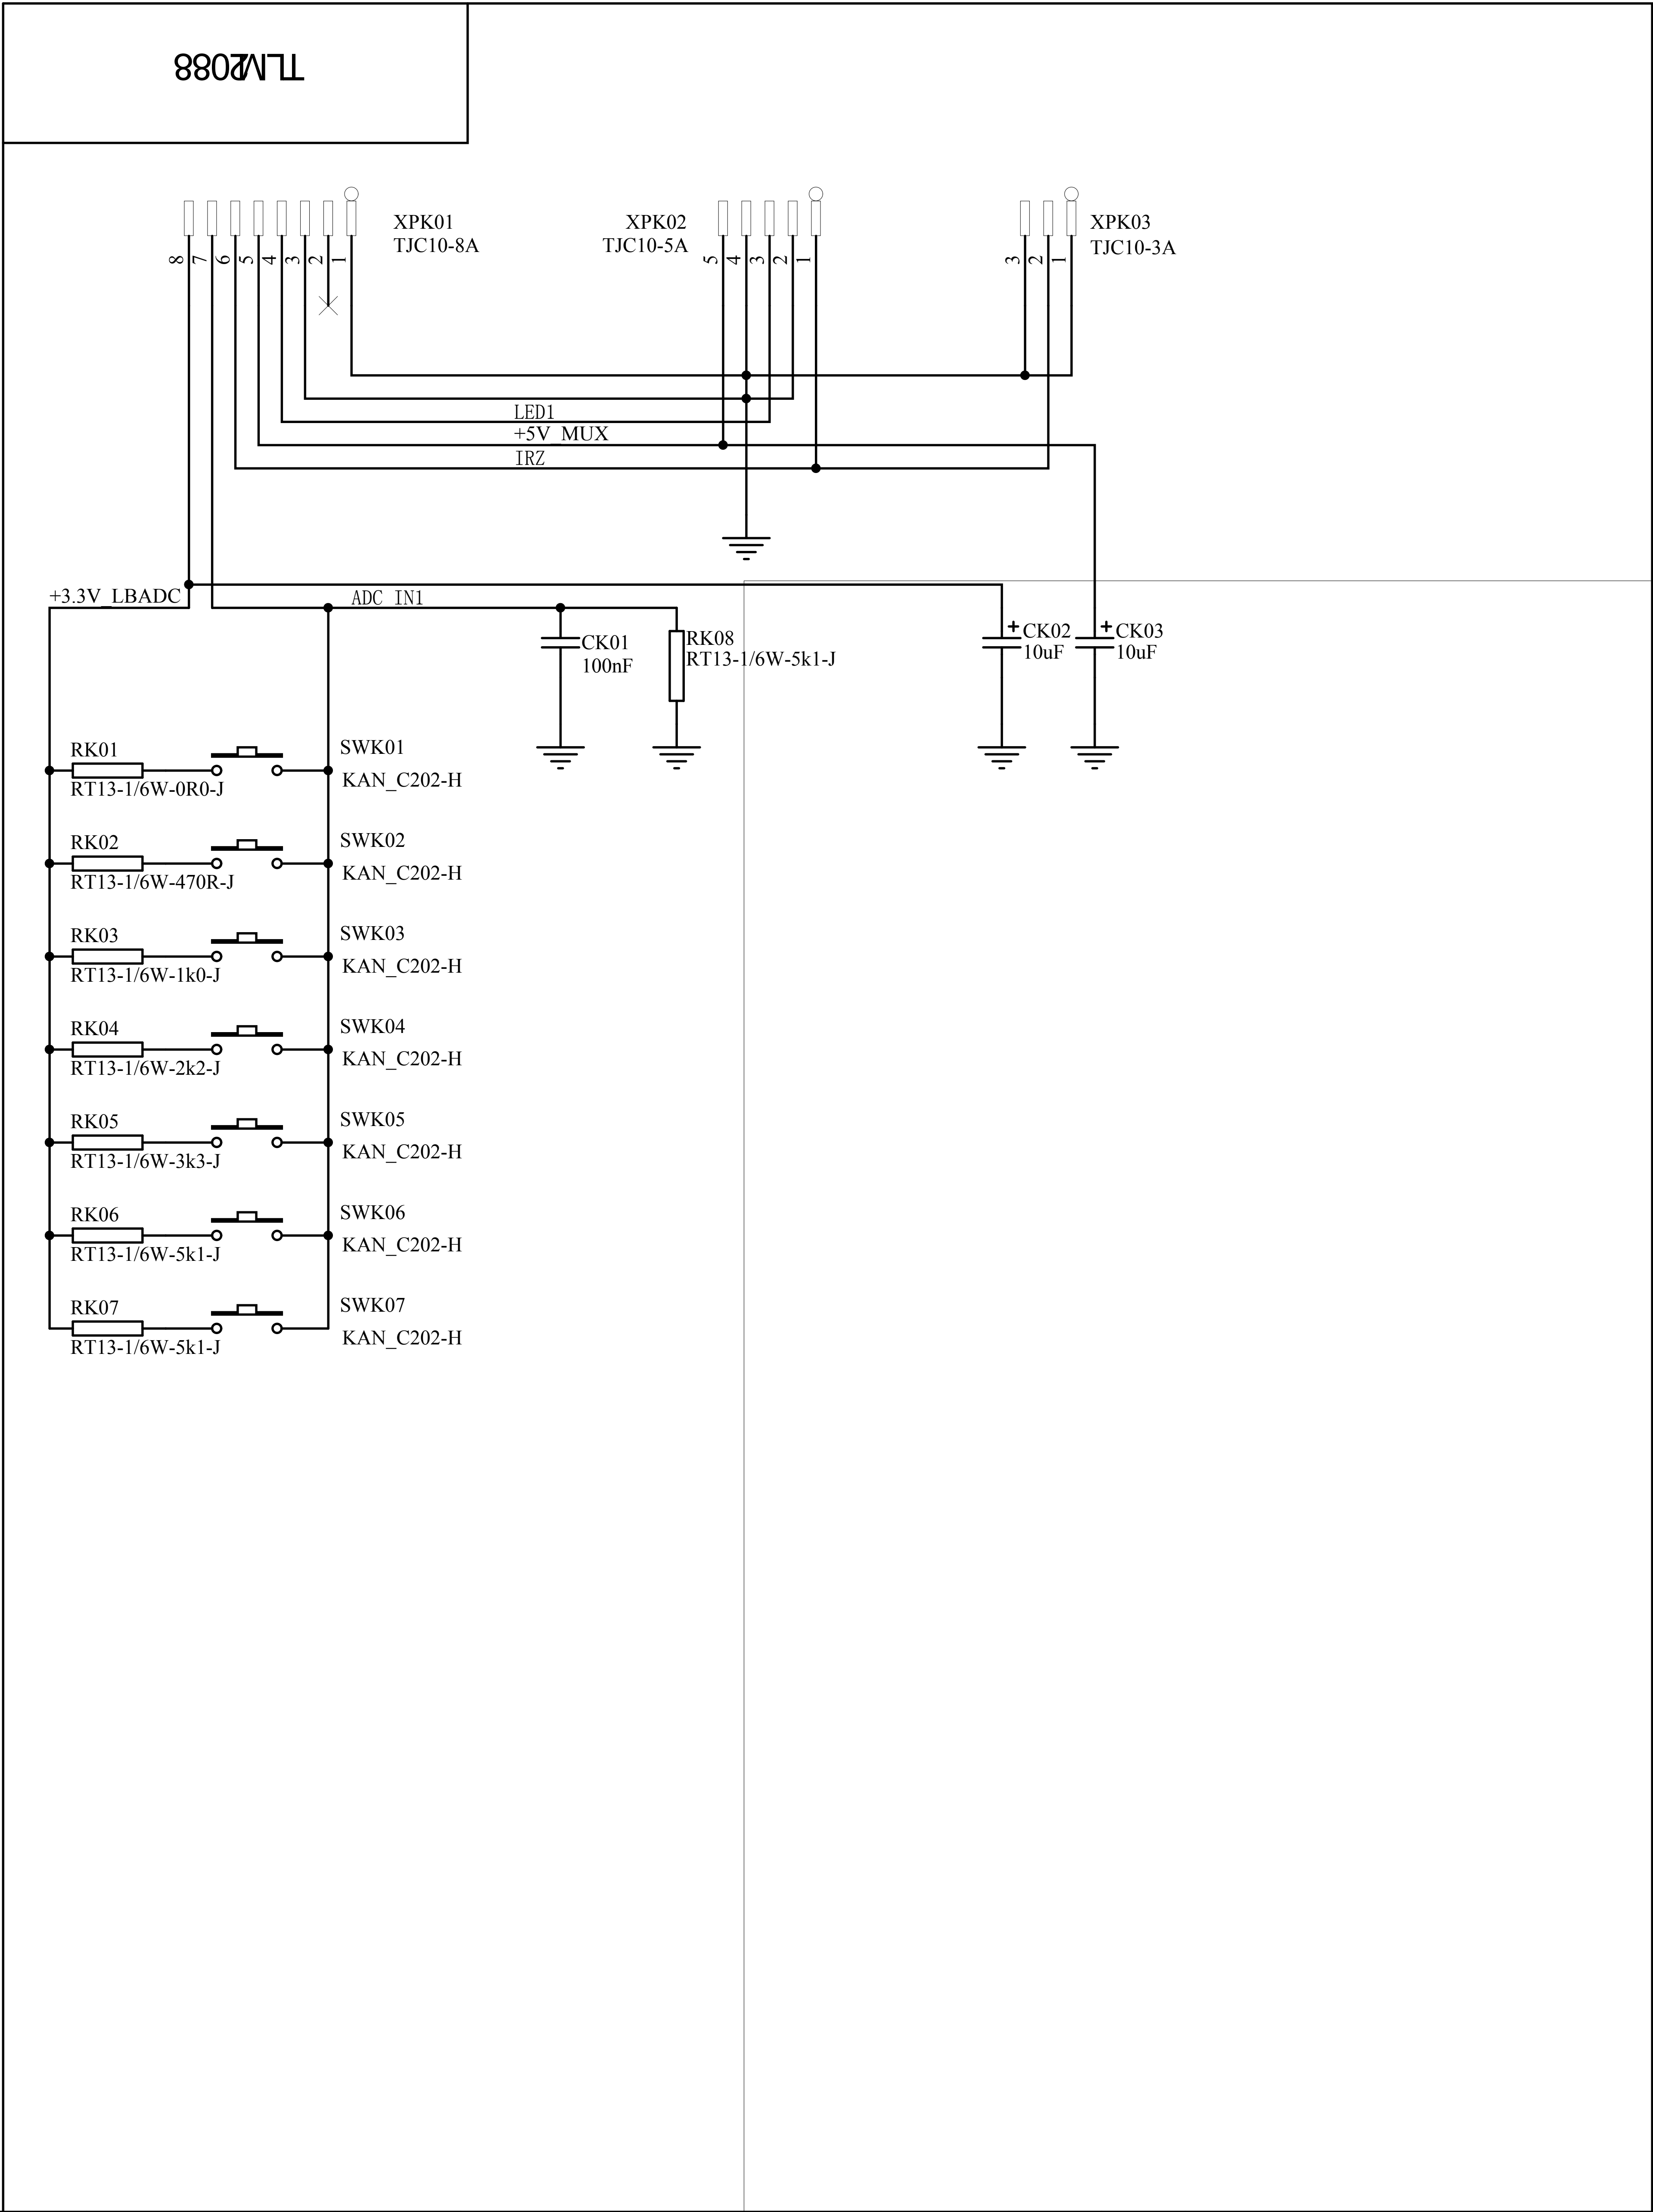 TLM2088
XPK01
TJC10-8A
XPK02
TJC10-5A
XPK03
TJC10-3A
8 7 6 5 4 3 2 1
5 4 3 2 1
3 2 1
LED1
+5V_MUX
IRZ
+3.3V_LBADC
ADC IN1
CK01
100nF
RK08
RT13-1/6W-5k1-J
+ CK02
10uF
+ CK03
10uF
RK01
RT13-1/6W-0R0-J
SWK01
KAN_C202-H
RK02
RT13-1/6W-470R-J
SWK02
KAN_C202-H
RK03
RT13-1/6W-1k0-J
SWK03
KAN_C202-H
RK04
RT13-1/6W-2k2-J
SWK04
KAN_C202-H
RK05
RT13-1/6W-3k3-J
SWK05
KAN_C202-H
RK06
RT13-1/6W-5k1-J
SWK06
KAN_C202-H
RK07
RT13-1/6W-5k1-J
SWK07
KAN_C202-H